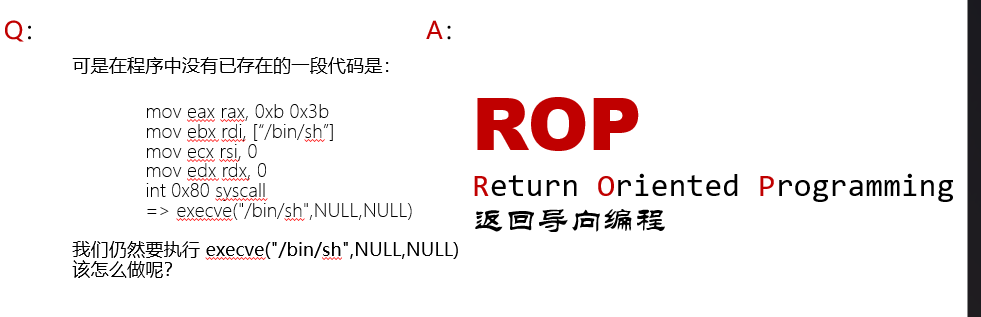 Q：
可是在程序中没有已存在的一段代码是：
mov eax rax, 0xb 0x3b
mov ebx rdi, [“/bin/sh”]
mov ecx rsi, 0
mov edx rdx, 0
int 0x80 syscall
=> execve("/bin/sh",NULL,NULL)
我们仍然要执行 execve("/bin/sh",NULL,NULL)
该怎么做呢？
A：
ROP
Return Oriented Programming
返回导向编程